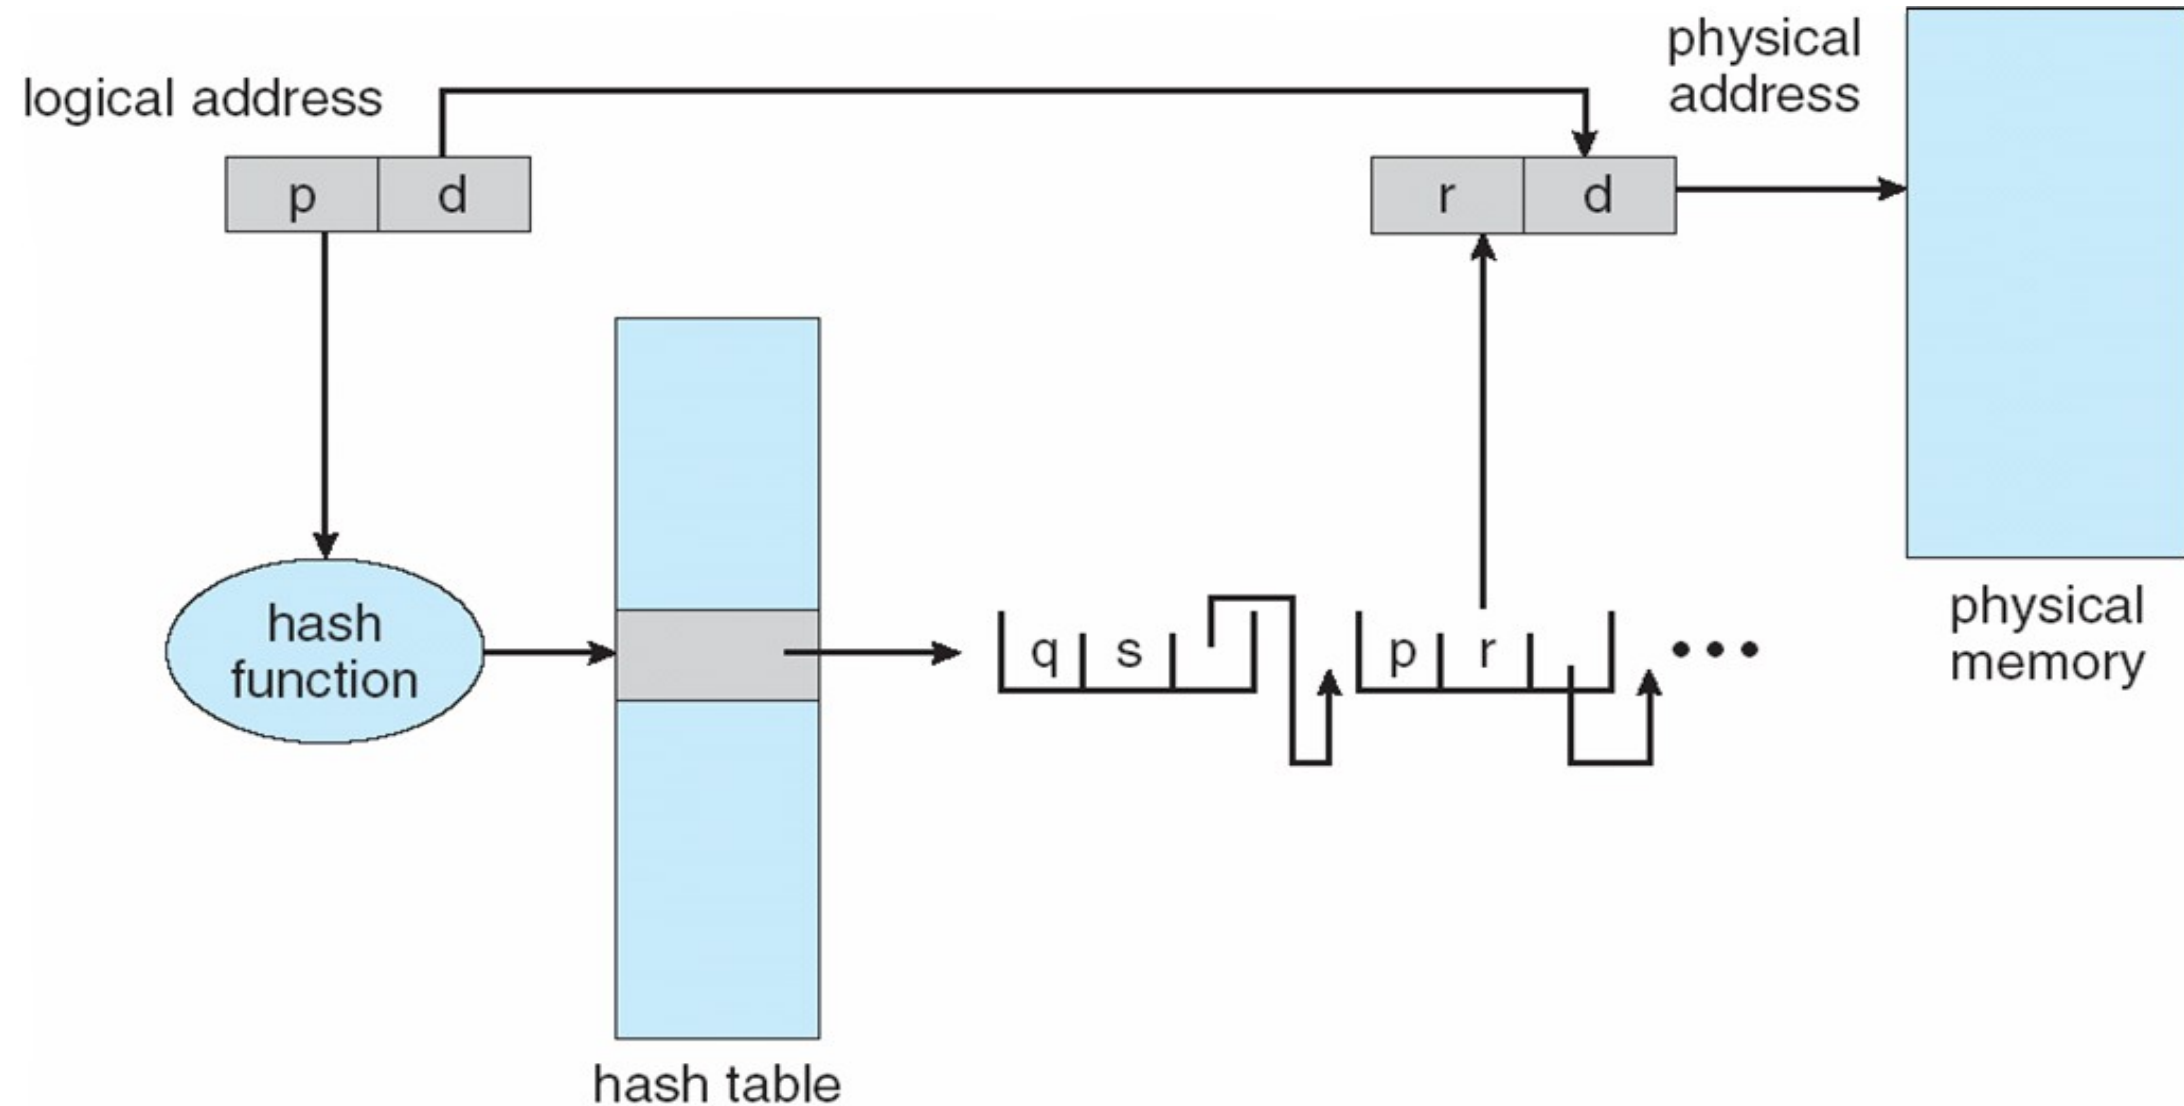 logical address
physical
address
p d
r d
hash
function
q s
p r
•••
physical
memory
hash table